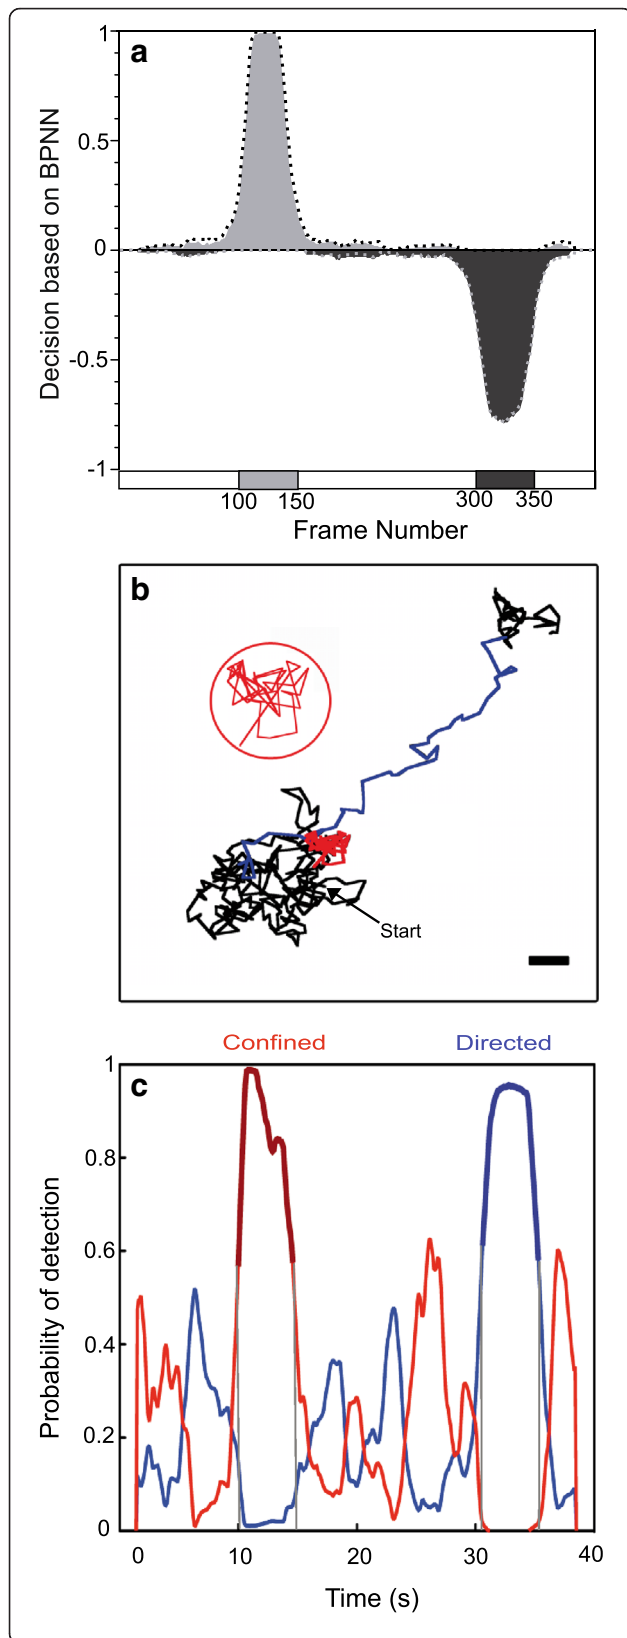 a
1
0.5
0
-0.5
-1
Decision based on BPNN
100 150 300 350
Frame Number
b
Start
Confined Directed
c
1
0.8
0.6
0.4
0.2
0
Probability of detection
0 10 20 30 40
Time (s)